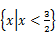 {x|x < 3/2}